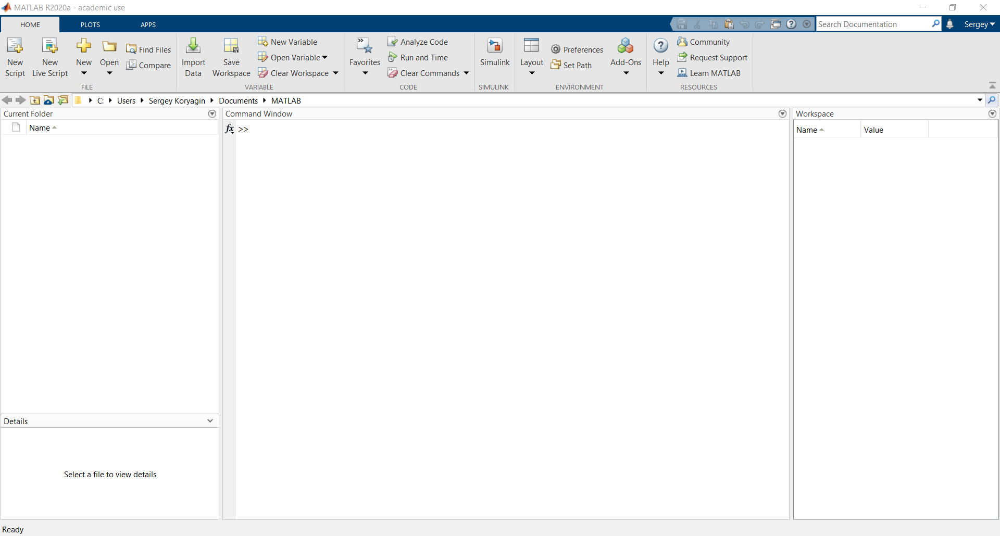 MATLAB R2020a - academic use
HOME PLOTS APPS
Search Documentation
Sergey
New Script
New Live Script
New
Open
Find Files
Compare
FILE
Import Data
Save Workspace
New Variable
Open Variable
Clear Workspace
VARIABLE
Favorites
Analyze Code
Run and Time
Clear Commands
CODE
Simulink
SIMULINK
Layout
Preferences
Set Path
Add-Ons
ENVIRONMENT
Help
Community
Request Support
Learn MATLAB
RESOURCES
C: Users Sergey Koryagin Documents MATLAB
Current Folder
Name
Details
Select a file to view details
Command Window
fx >>
Workspace
Name Value
Ready